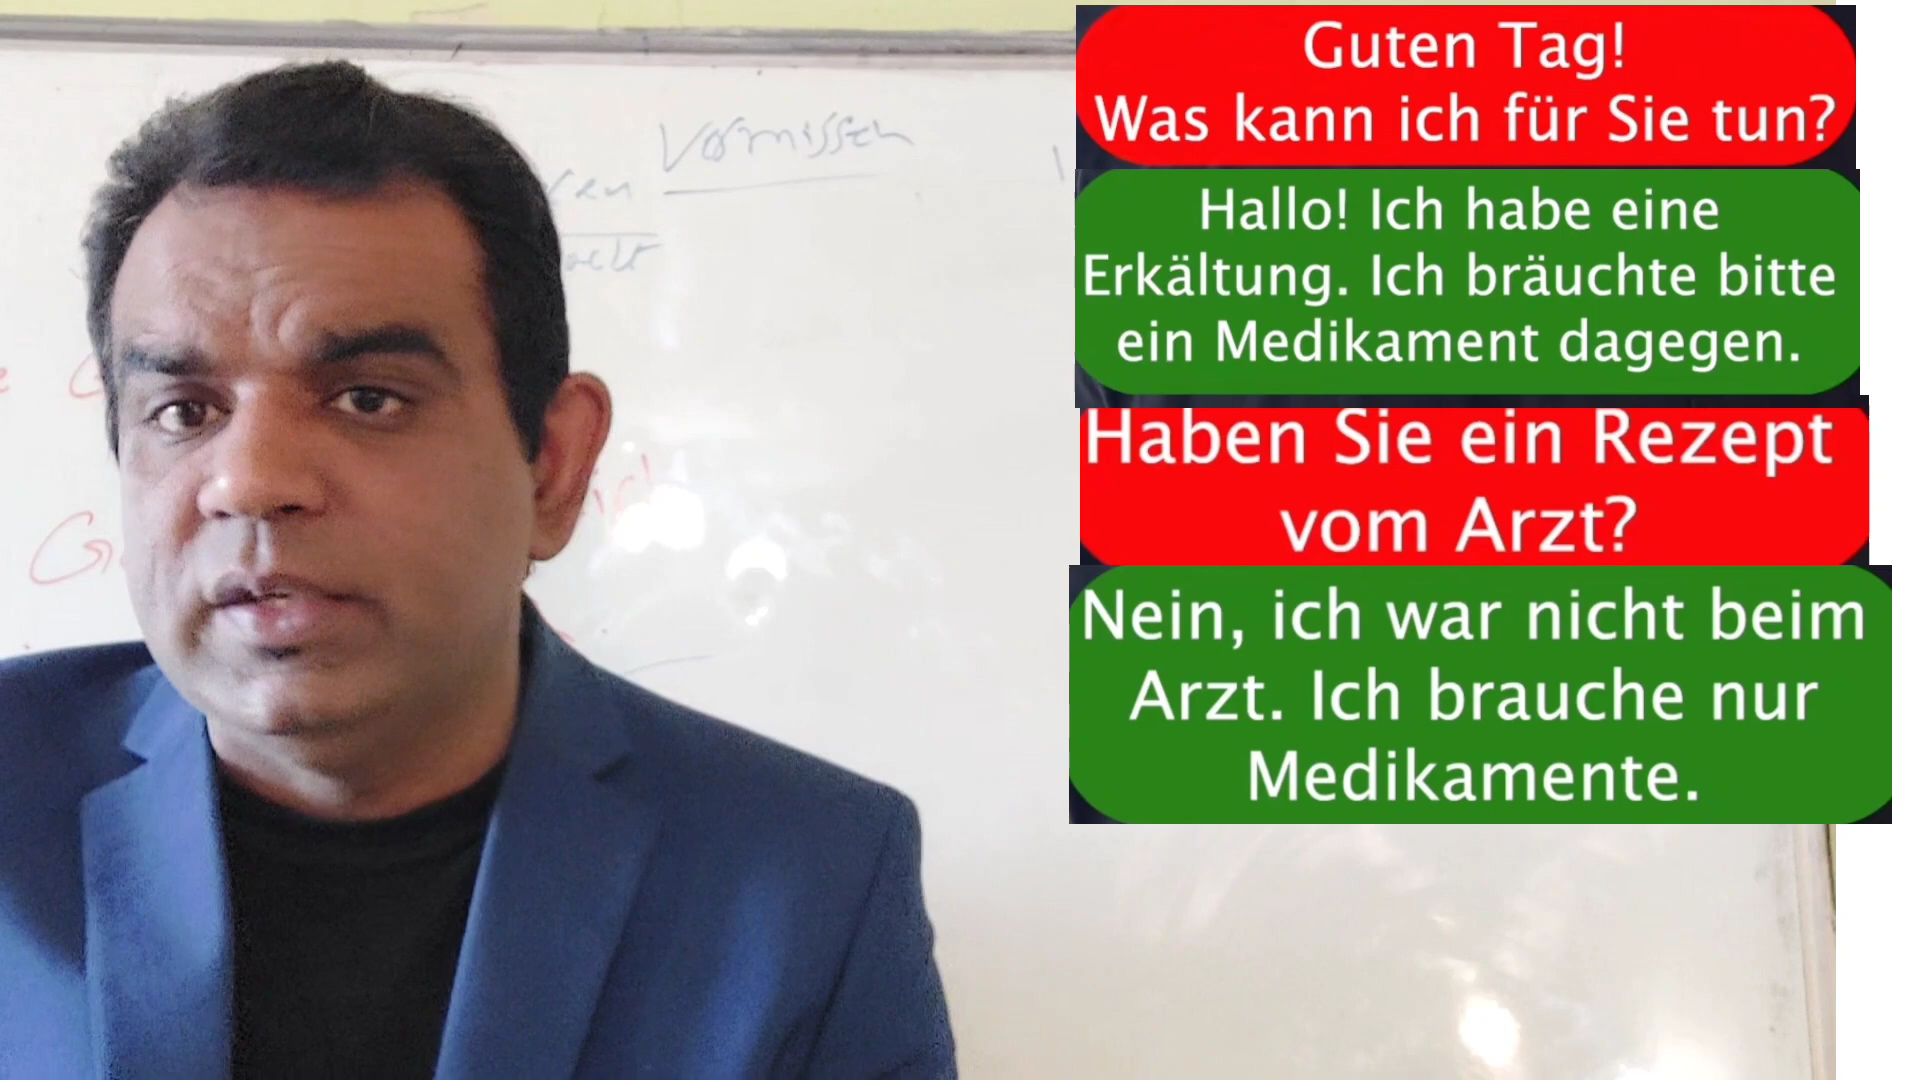 Guten Tag!
Was kann ich für Sie tun?
Hallo! Ich habe eine
Erkältung. Ich bräuchte bitte
ein Medikament dagegen.
Haben Sie ein Rezept
vom Arzt?
Nein, ich war nicht beim
Arzt. Ich brauche nur
Medikamente.